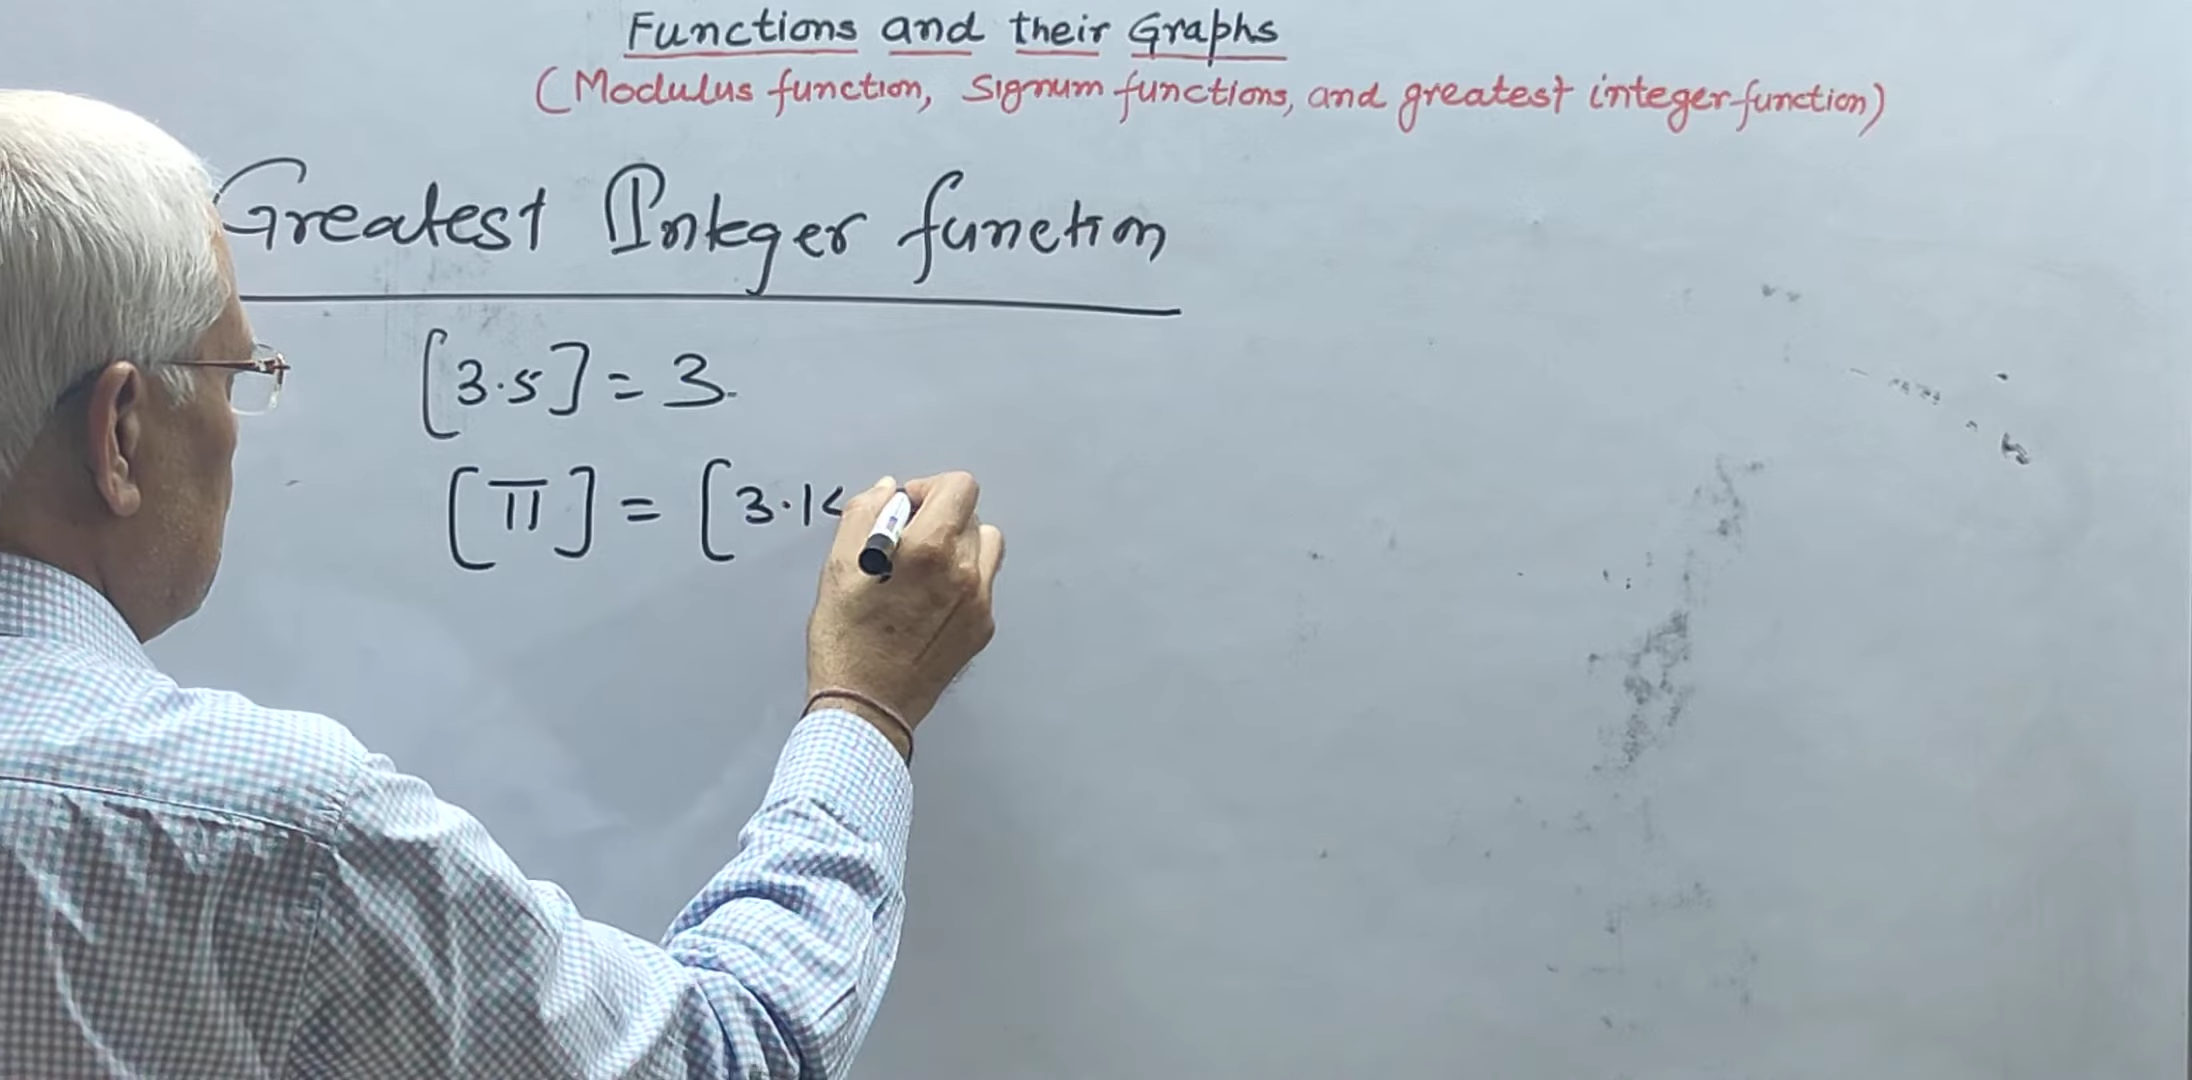 Functions and their Graphs
(Modulus function, Signum functions, and greatest integer function)
Greatest Integer function
[3.5] = 3.
[π] = [3.14